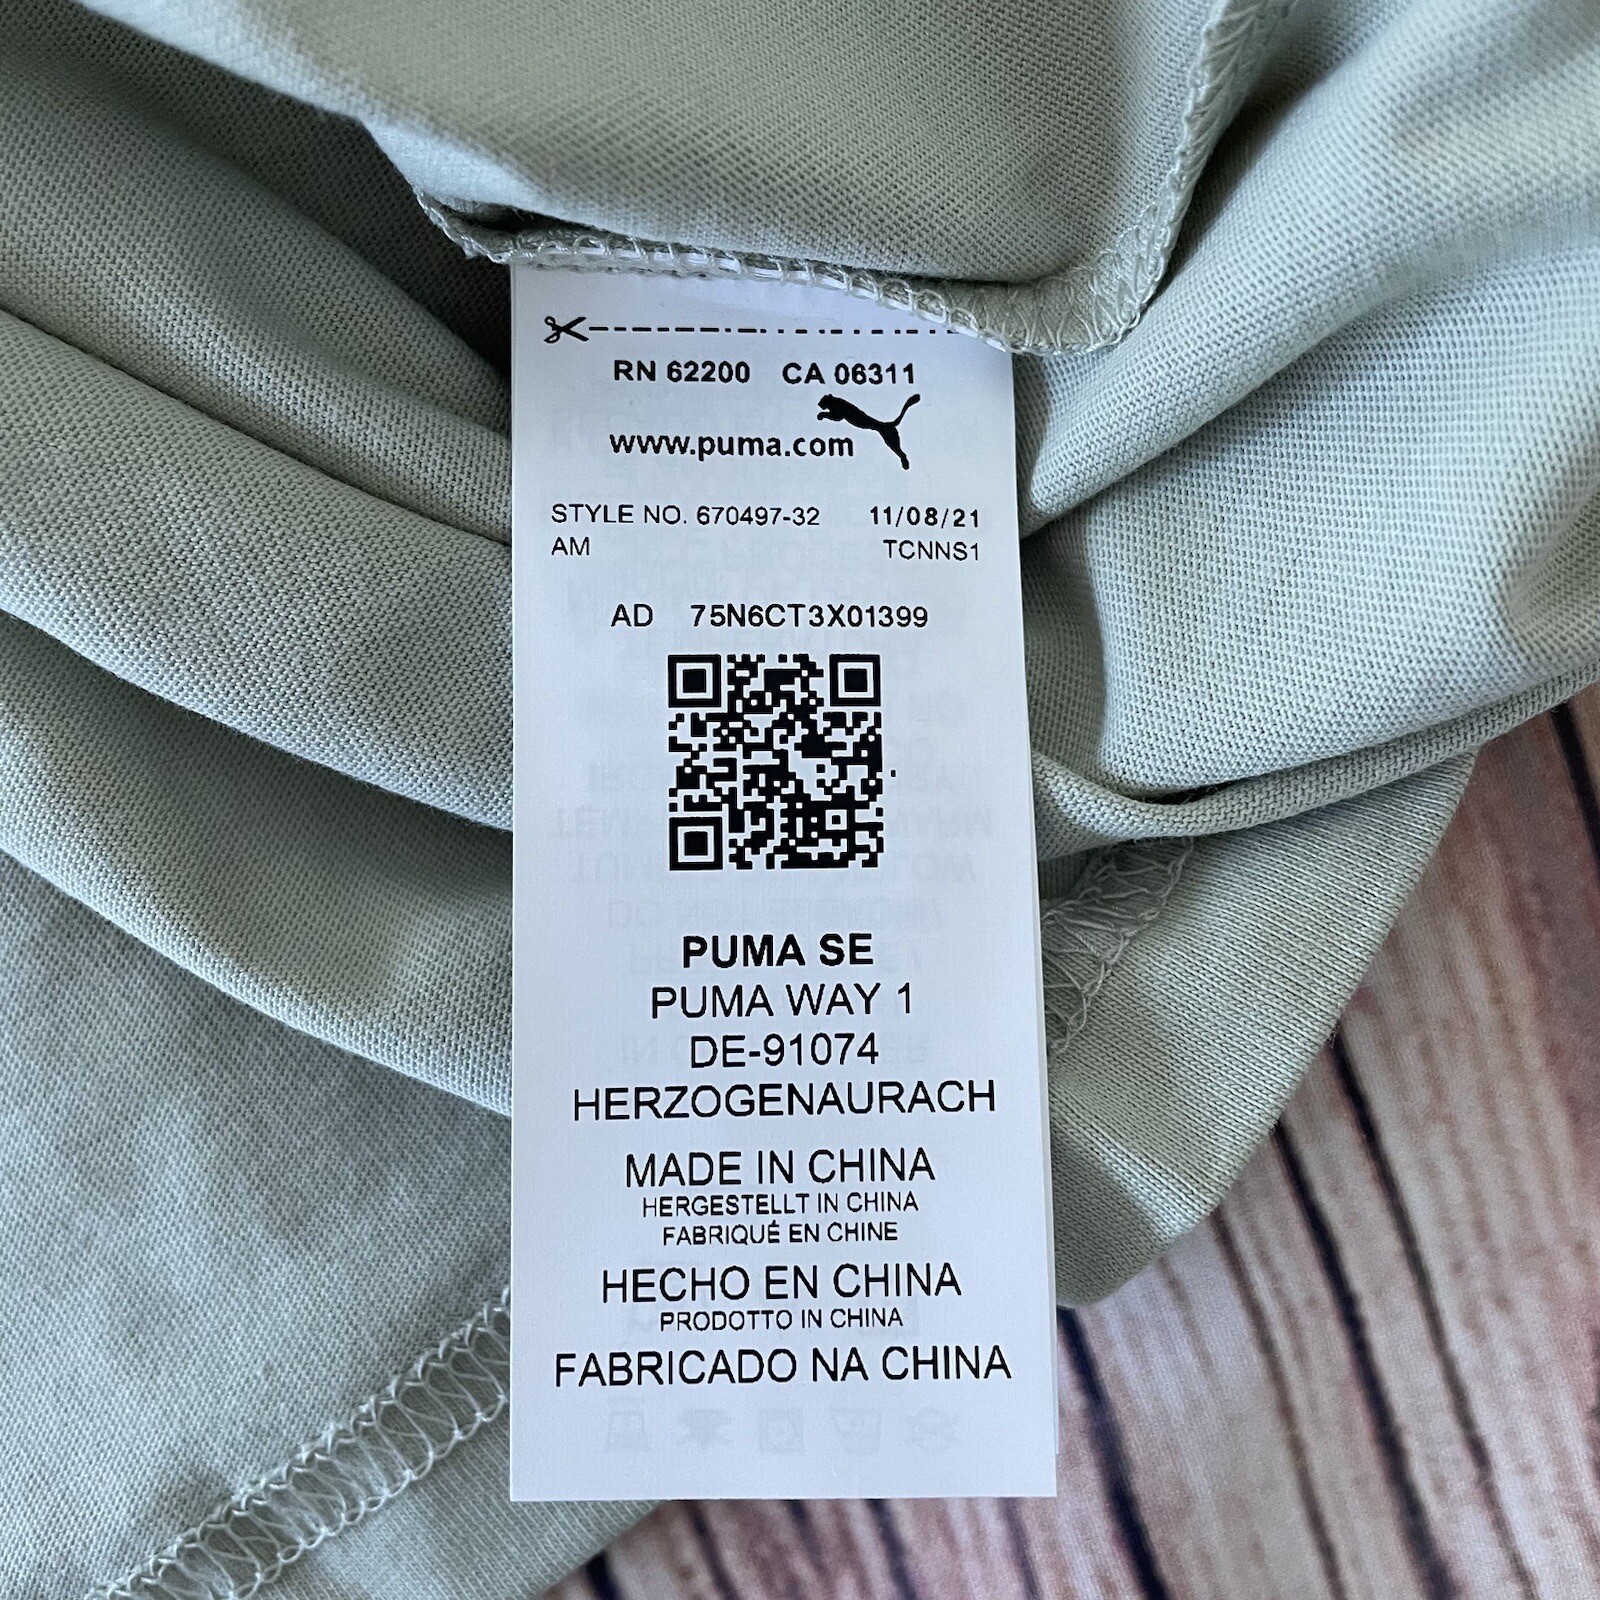 RN 62200 CA 06311
www.puma.com
STYLE NO. 670497-32 11/08/21
AM TCNNS1
AD 75N6CT3X01399
PUMA SE
PUMA WAY 1
DE-91074
HERZOGENAURACH
MADE IN CHINA
HERGESTELLT IN CHINA
FABRIQUÉ EN CHINE
HECHO EN CHINA
PRODOTTO IN CHINA
FABRICADO NA CHINA